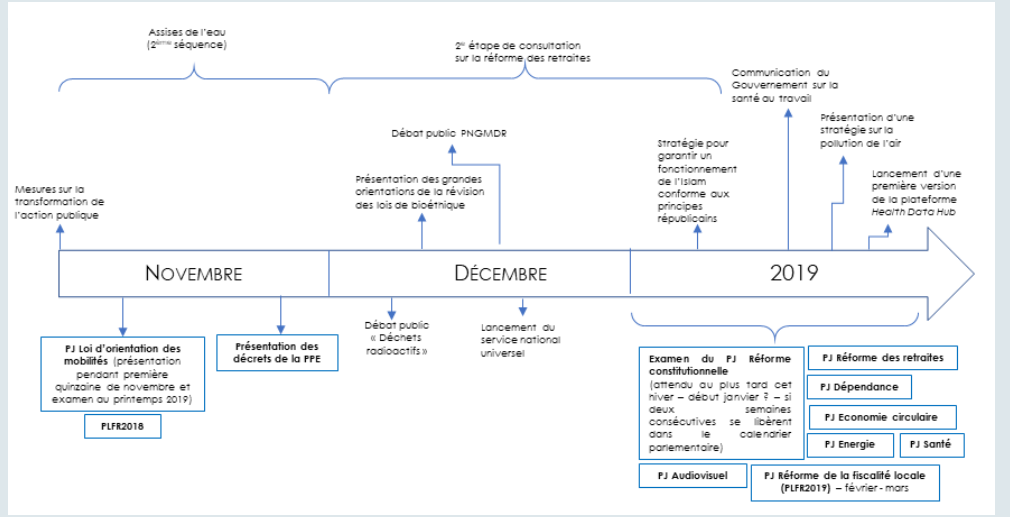 Assises de l'eau
(2ème séquence)
2e étape de consultation
sur la réforme des retraites
Communication du
Gouvernement sur la
santé au travail
Présentation d'une
stratégie sur la
pollution de l'air
Débat public PNGMDR
Stratégie pour
garantir un
fonctionnement
de l'Islam
conforme aux
principes
républicains
Lancement d'une
première version
de la plateforme
Health Data Hub
Présentation des grandes
orientations de la révision
des lois de bioéthique
Mesures sur la
transformation de
l'action publique
NOVEMBRE
DÉCEMBRE
2019
PJ Loi d'orientation des
mobilités (présentation
pendant première
quinzaine de novembre et
examen au printemps 2019)
PLFR2018
Présentation des
décrets de la PPE
Débat public
« Déchets
radioactifs »
Lancement du
service national
universel
Examen du PJ Réforme
constitutionnelle
(attendu au plus tard cet
hiver – début janvier ? – si
deux semaines
consécutives se libèrent
dans le calendrier
parlementaire)
PJ Réforme des retraites
PJ Dépendance
PJ Economie circulaire
PJ Energie
PJ Santé
PJ Audiovisuel
PJ Réforme de la fiscalité locale
(PLFR2019) – février - mars